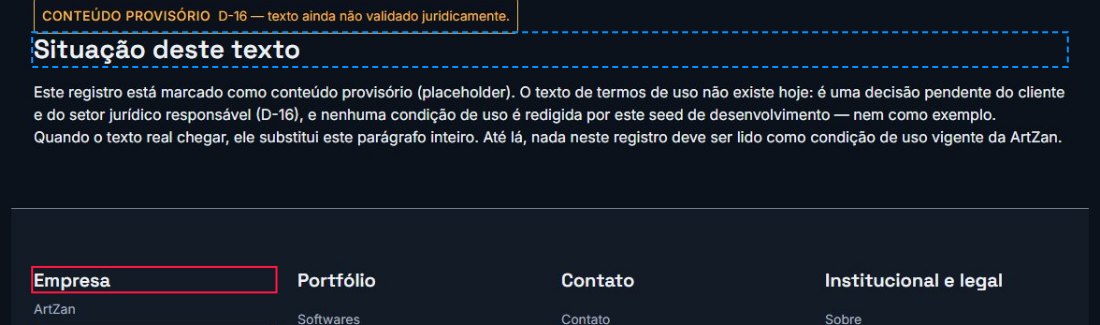 CONTEÚDO PROVISÓRIO D-16 — texto ainda não validado juridicamente.
Situação deste texto
Este registro está marcado como conteúdo provisório (placeholder). O texto de termos de uso não existe hoje: é uma decisão pendente do cliente
e do setor jurídico responsável (D-16), e nenhuma condição de uso é redigida por este seed de desenvolvimento — nem como exemplo.
Quando o texto real chegar, ele substitui este parágrafo inteiro. Até lá, nada neste registro deve ser lido como condição de uso vigente da ArtZan.
Empresa Portfólio Contato Institucional e legal
ArtZan
Softwares Contato Sobre